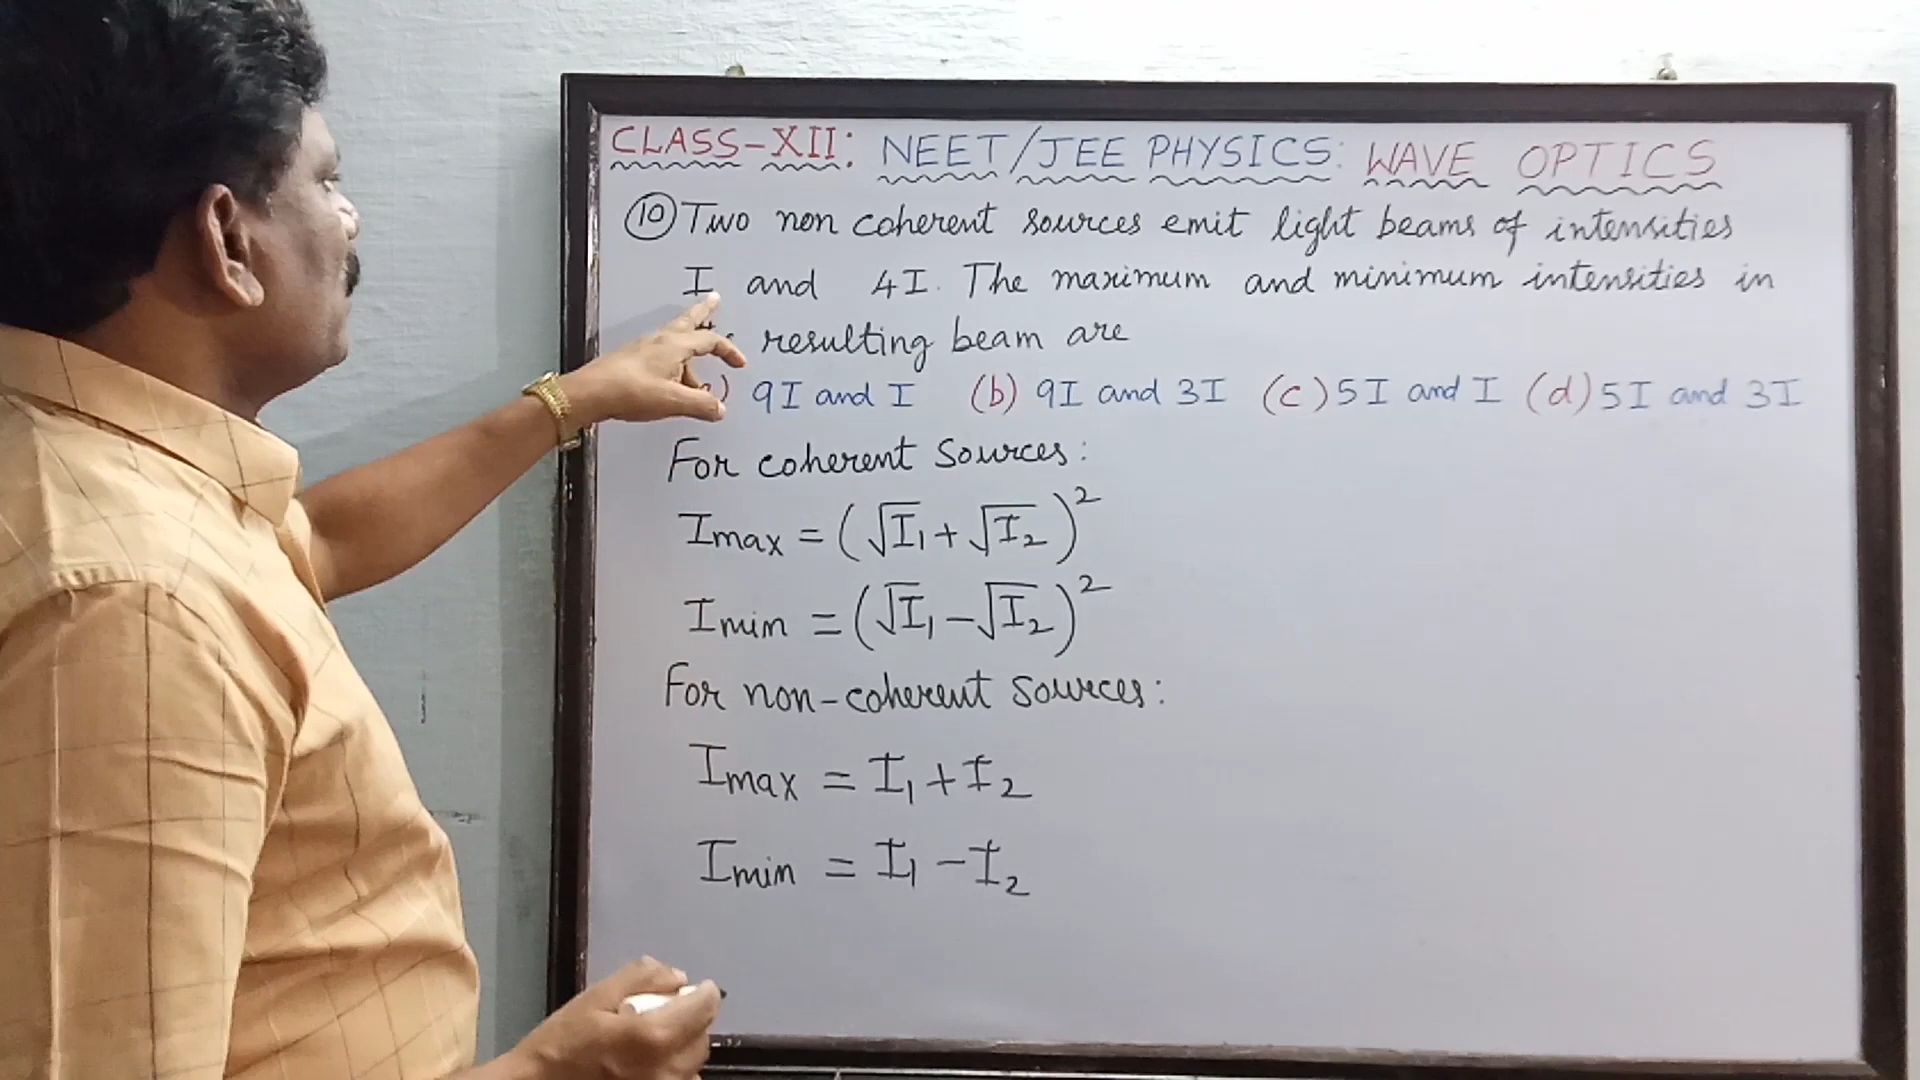 CLASS-XII: NEET/JEE PHYSICS: WAVE OPTICS
⑩ Two non coherent sources emit light beams of intensities
I and 4I. The maximum and minimum intensities in
resulting beam are
) 9I and I (b) 9I and 3I (c) 5I and I (d) 5I and 3I
For coherent sources:
Imax = (√I₁ + √I₂)²
Imin = (√I₁ - √I₂)²
For non-coherent sources:
Imax = I₁ + I₂
Imin = I₁ - I₂